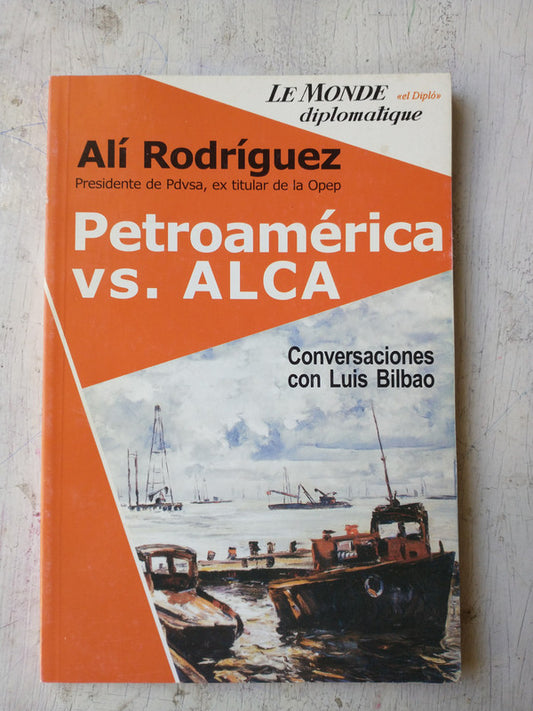 LE MONDE «el Dipló»
diplomatique
Alí Rodríguez
Presidente de Pdvsa, ex titular de la Opep
Petroamérica
vs. ALCA
Conversaciones
con Luis Bilbao